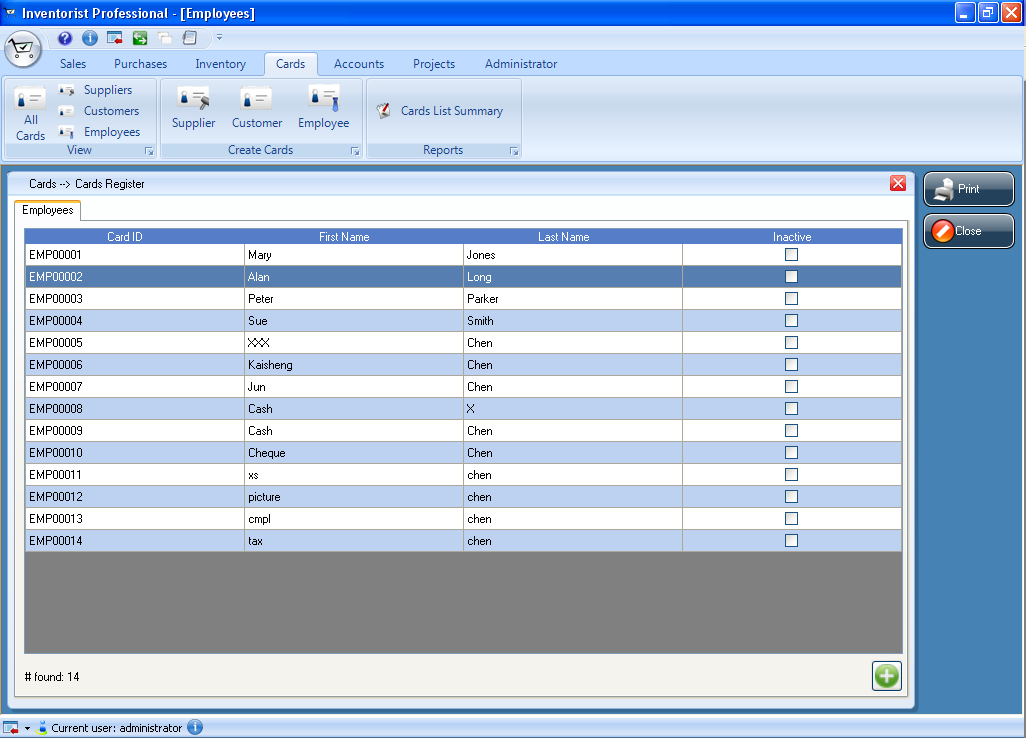 Inventorist Professional - [Employees]
Sales Purchases Inventory Cards Accounts Projects Administrator
All Cards
Suppliers
Customers
Employees
View
Supplier Customer Employee
Create Cards
Cards List Summary
Reports
Cards --> Cards Register
Print
Close
Employees
Card ID First Name Last Name Inactive
EMP00001 Mary Jones
EMP00002 Alan Long
EMP00003 Peter Parker
EMP00004 Sue Smith
EMP00005 XXX Chen
EMP00006 Kaisheng Chen
EMP00007 Jun Chen
EMP00008 Cash X
EMP00009 Cash Chen
EMP00010 Cheque Chen
EMP00011 xs chen
EMP00012 picture chen
EMP00013 cmpl chen
EMP00014 tax chen
# found: 14
Current user: administrator